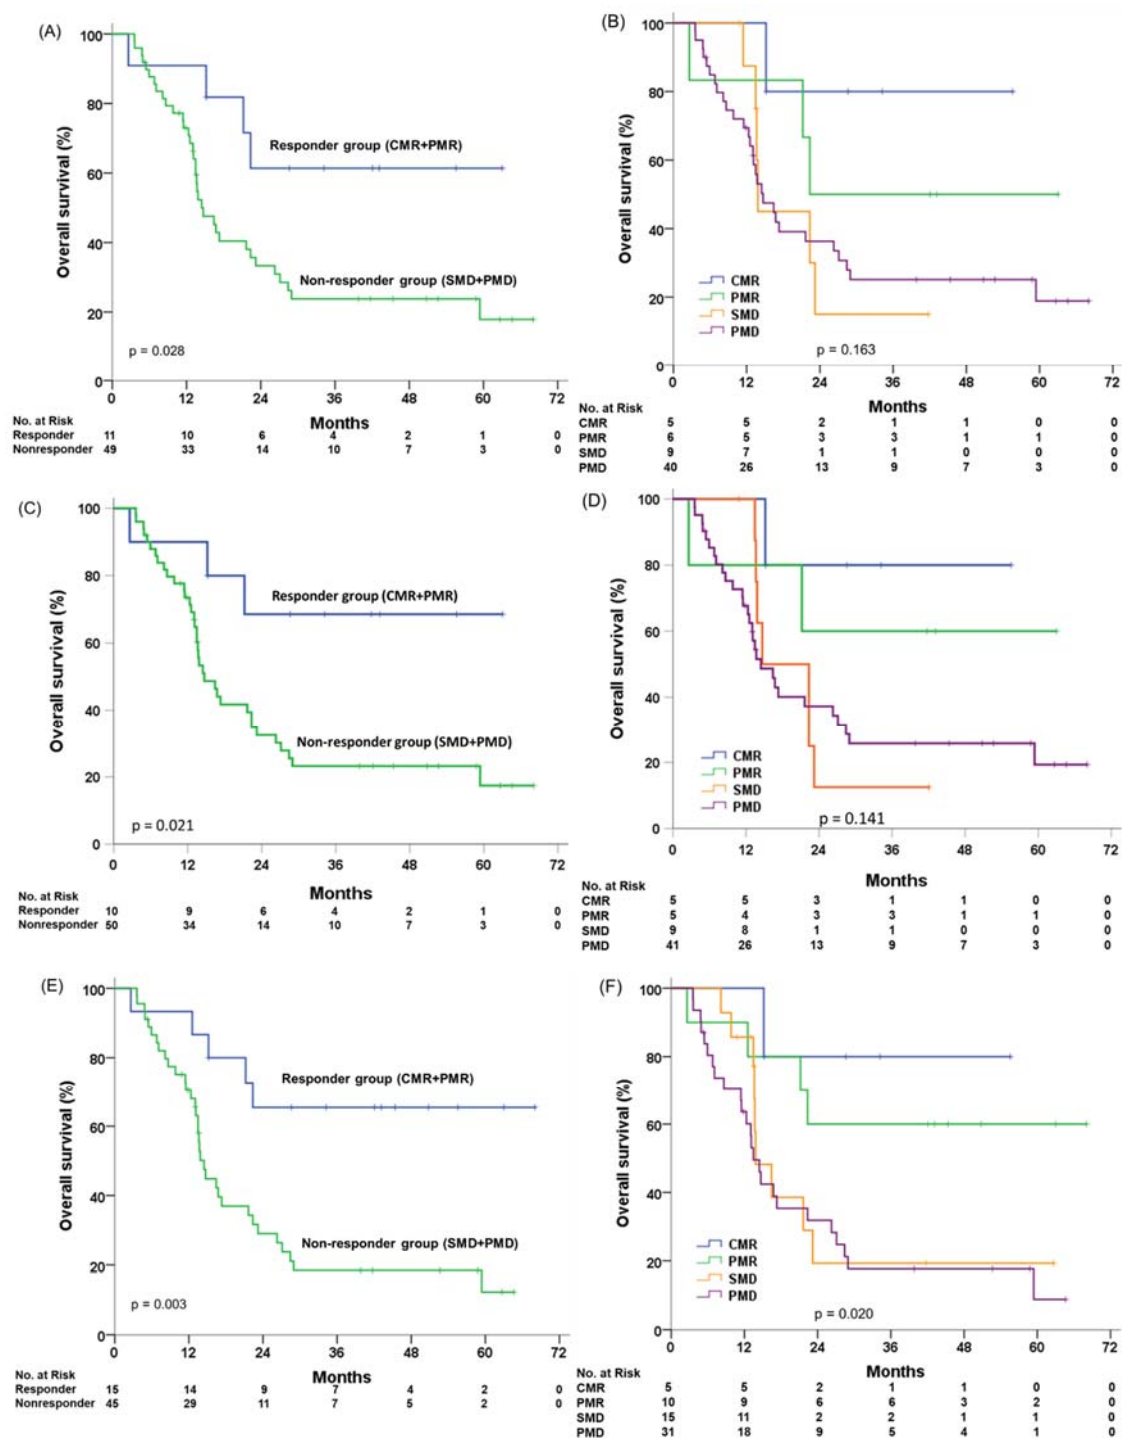 (A)
Overall survival (%)
100
80
60
40
20
0
Responder group (CMR+PMR)
Non-responder group (SMD+PMD)
p = 0.028
0 12 24 36 48 60 72
Months
No. at Risk
Responder 11 10 6 4 2 1 0
Nonresponder 49 33 14 10 7 3 0
(B)
Overall survival (%)
100
80
60
40
20
0
CMR
PMR
SMD
PMD
p = 0.163
0 12 24 36 48 60 72
Months
No. at Risk
CMR 5 5 2 1 1 0 0
PMR 6 5 3 3 1 1 0
SMD 9 7 1 1 0 0 0
PMD 40 26 13 9 7 3 0
(C)
Overall survival (%)
100
80
60
40
20
0
Responder group (CMR+PMR)
Non-responder group (SMD+PMD)
p = 0.021
0 12 24 36 48 60 72
Months
No. at Risk
Responder 10 9 6 4 2 1 0
Nonresponder 50 34 14 10 7 3 0
(D)
Overall survival (%)
100
80
60
40
20
0
CMR
PMR
SMD
PMD
p = 0.141
0 12 24 36 48 60 72
Months
No. at Risk
CMR 5 5 3 1 1 0 0
PMR 5 4 3 3 1 1 0
SMD 9 8 1 1 0 0 0
PMD 41 26 13 9 7 3 0
(E)
Overall survival (%)
100
80
60
40
20
0
Responder group (CMR+PMR)
Non-responder group (SMD+PMD)
p = 0.003
0 12 24 36 48 60 72
Months
No. at Risk
Responder 15 14 9 7 4 2 0
Nonresponder 45 29 11 7 5 2 0
(F)
Overall survival (%)
100
80
60
40
20
0
CMR
PMR
SMD
PMD
p = 0.020
0 12 24 36 48 60 72
Months
No. at Risk
CMR 5 5 2 1 1 0 0
PMR 10 9 6 6 3 2 0
SMD 15 11 2 2 1 1 0
PMD 31 18 9 5 4 1 0